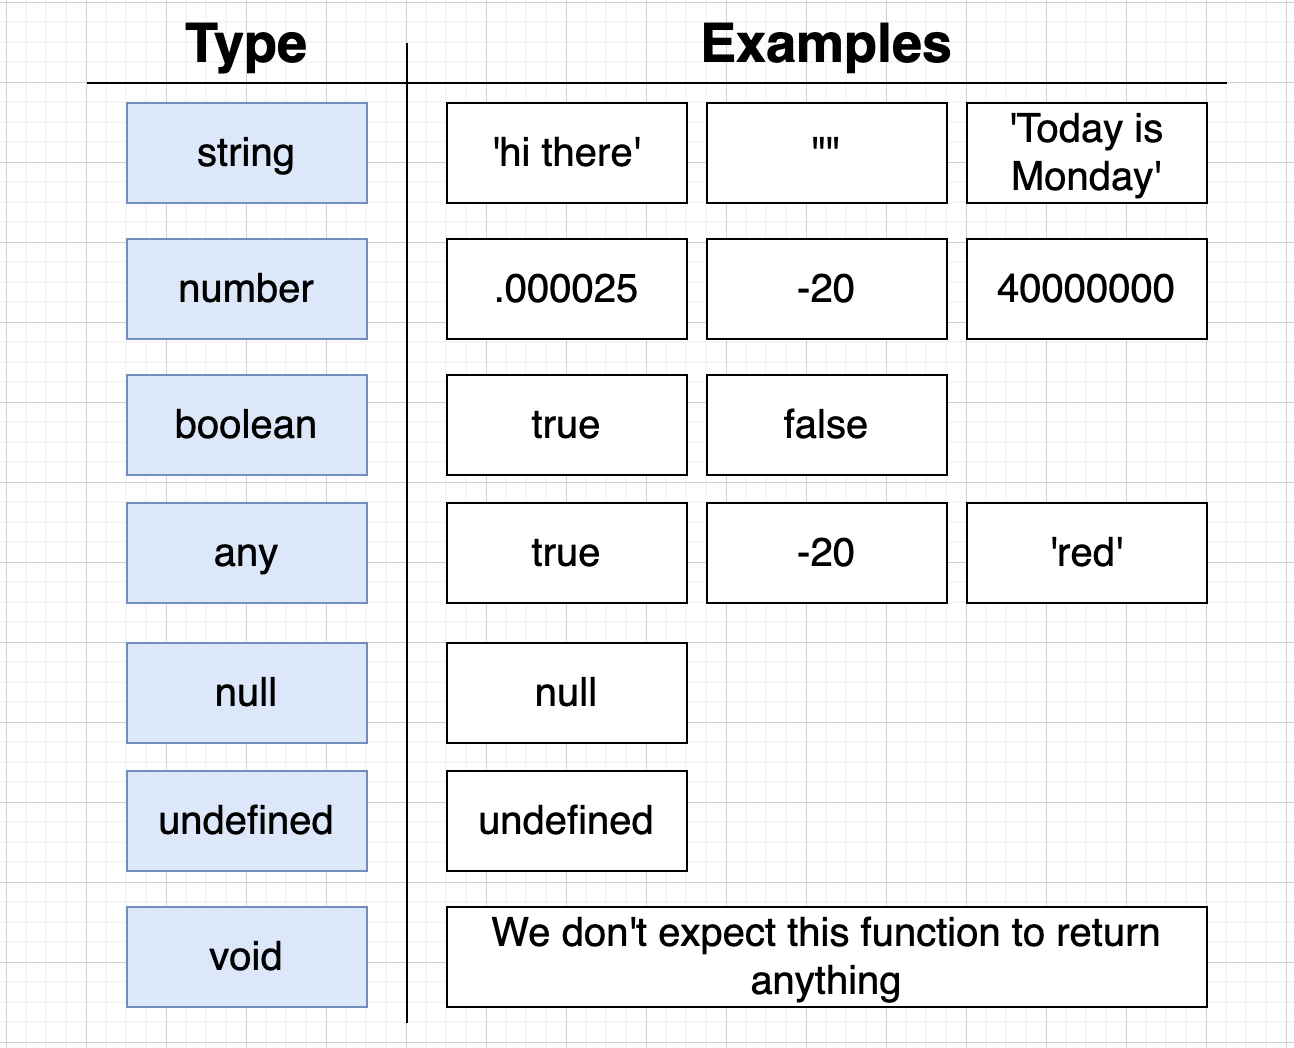 Type
Examples
string
'hi there'
""
'Today is
Monday'
number
.000025
-20
40000000
boolean
true
false
any
true
-20
'red'
null
null
undefined
undefined
void
We don't expect this function to return
anything